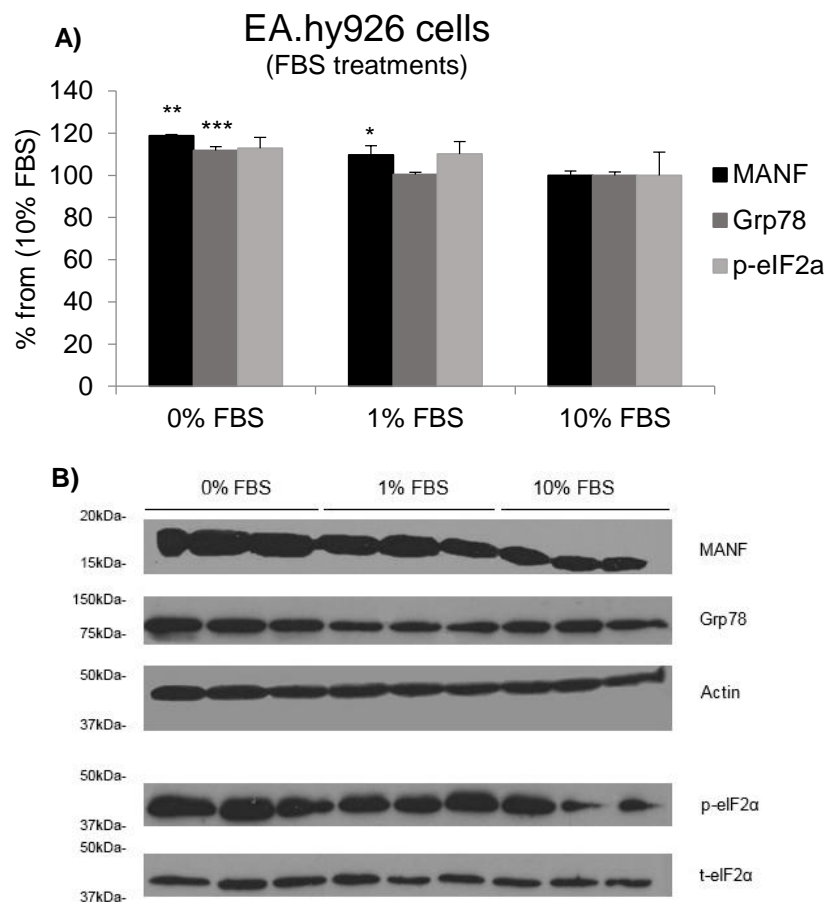 A)
EA.hy926 cells
(FBS treatments)
% from (10% FBS)
140
120
100
80
60
40
20
0
**
***
*
MANF
Grp78
p-eIF2a
0% FBS
1% FBS
10% FBS
B)
0% FBS
1% FBS
10% FBS
20kDa-
15kDa-
MANF
150kDa-
75kDa-
Grp78
50kDa-
37kDa-
Actin
50kDa-
37kDa-
p-eIF2α
50kDa-
37kDa-
t-eIF2α